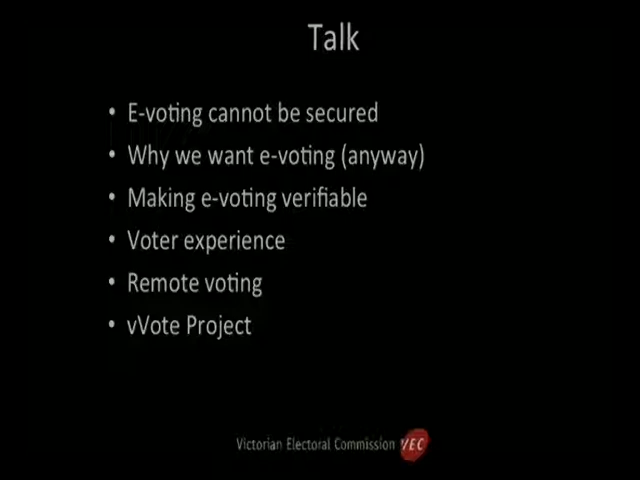 Talk
• E-voting cannot be secured
• Why we want e-voting (anyway)
• Making e-voting verifiable
• Voter experience
• Remote voting
• vVote Project
Victorian Electoral Commission VEC